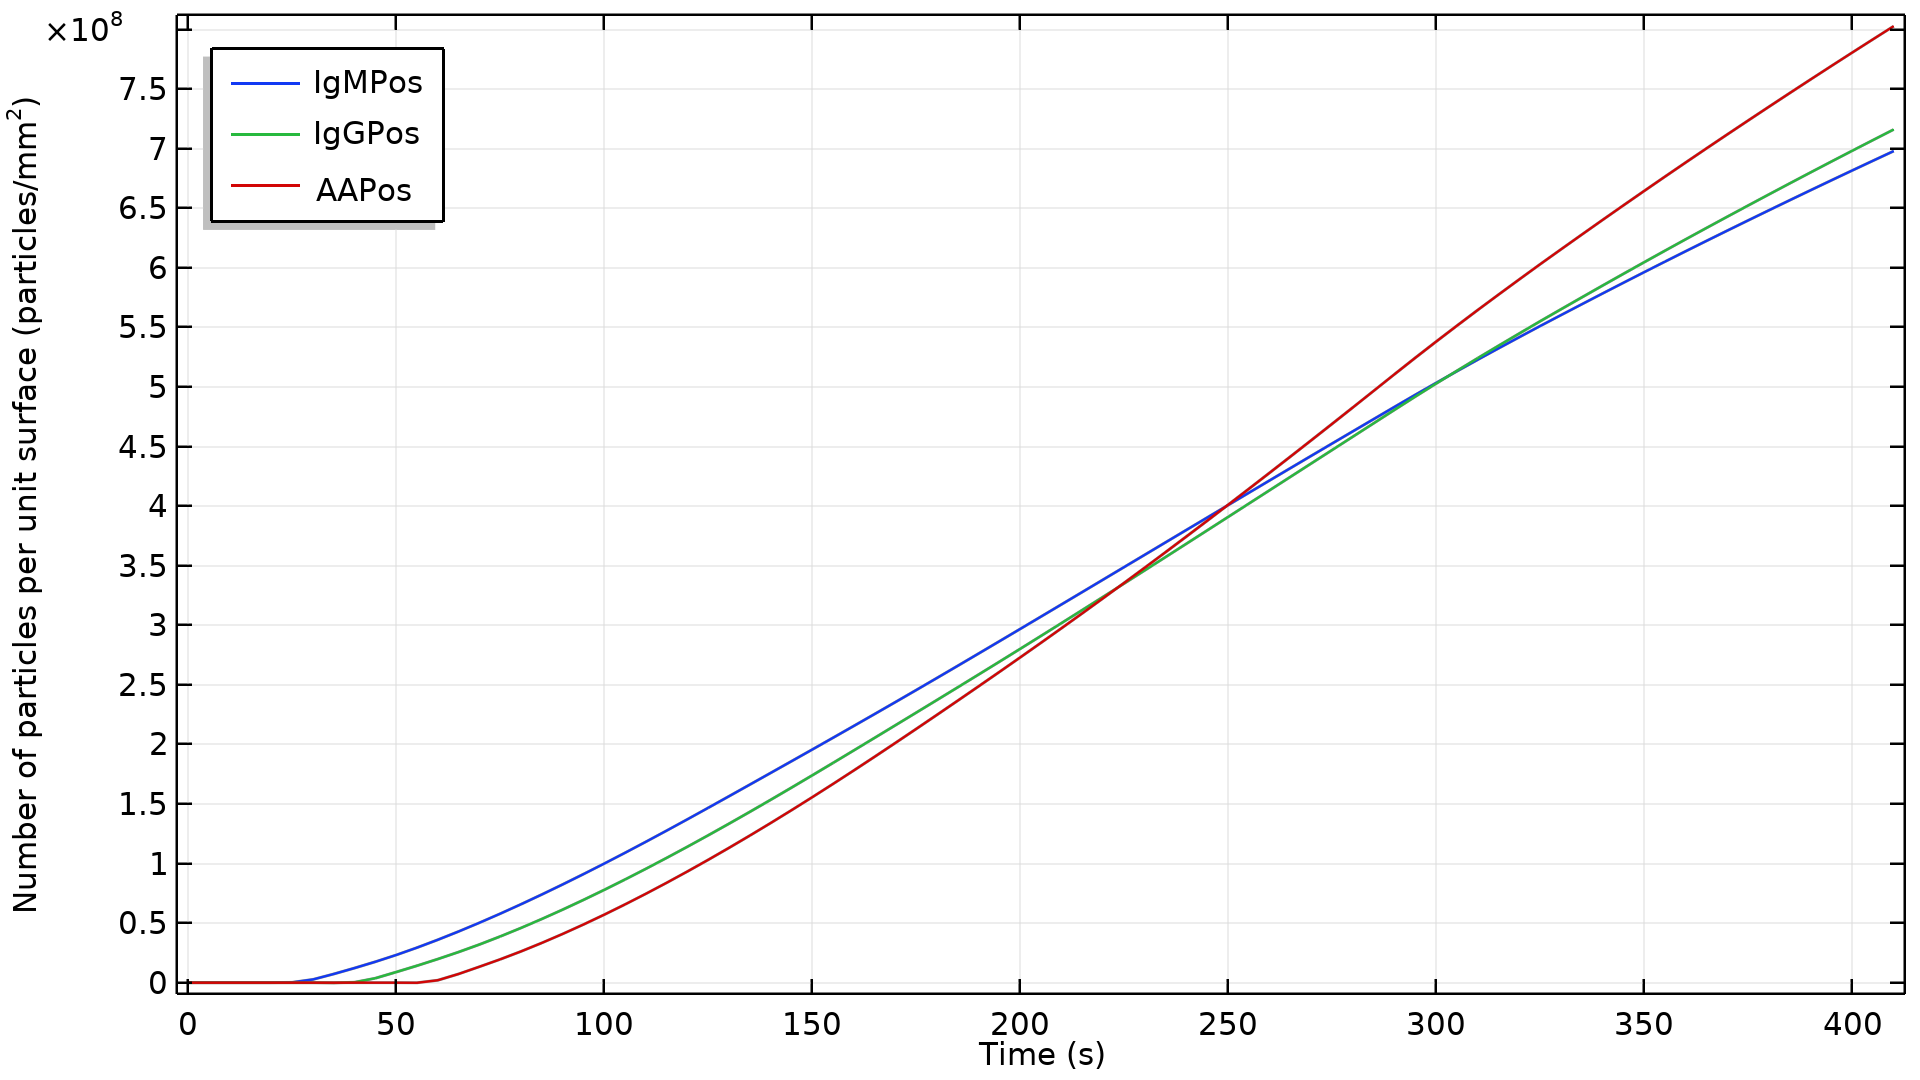 ×10⁸
7.5
7
6.5
6
5.5
5
4.5
4
3.5
3
2.5
2
1.5
1
0.5
0
Number of particles per unit surface (particles/mm²)
IgMPos
IgGPos
AAPos
0 50 100 150 200 250 300 350 400
Time (s)